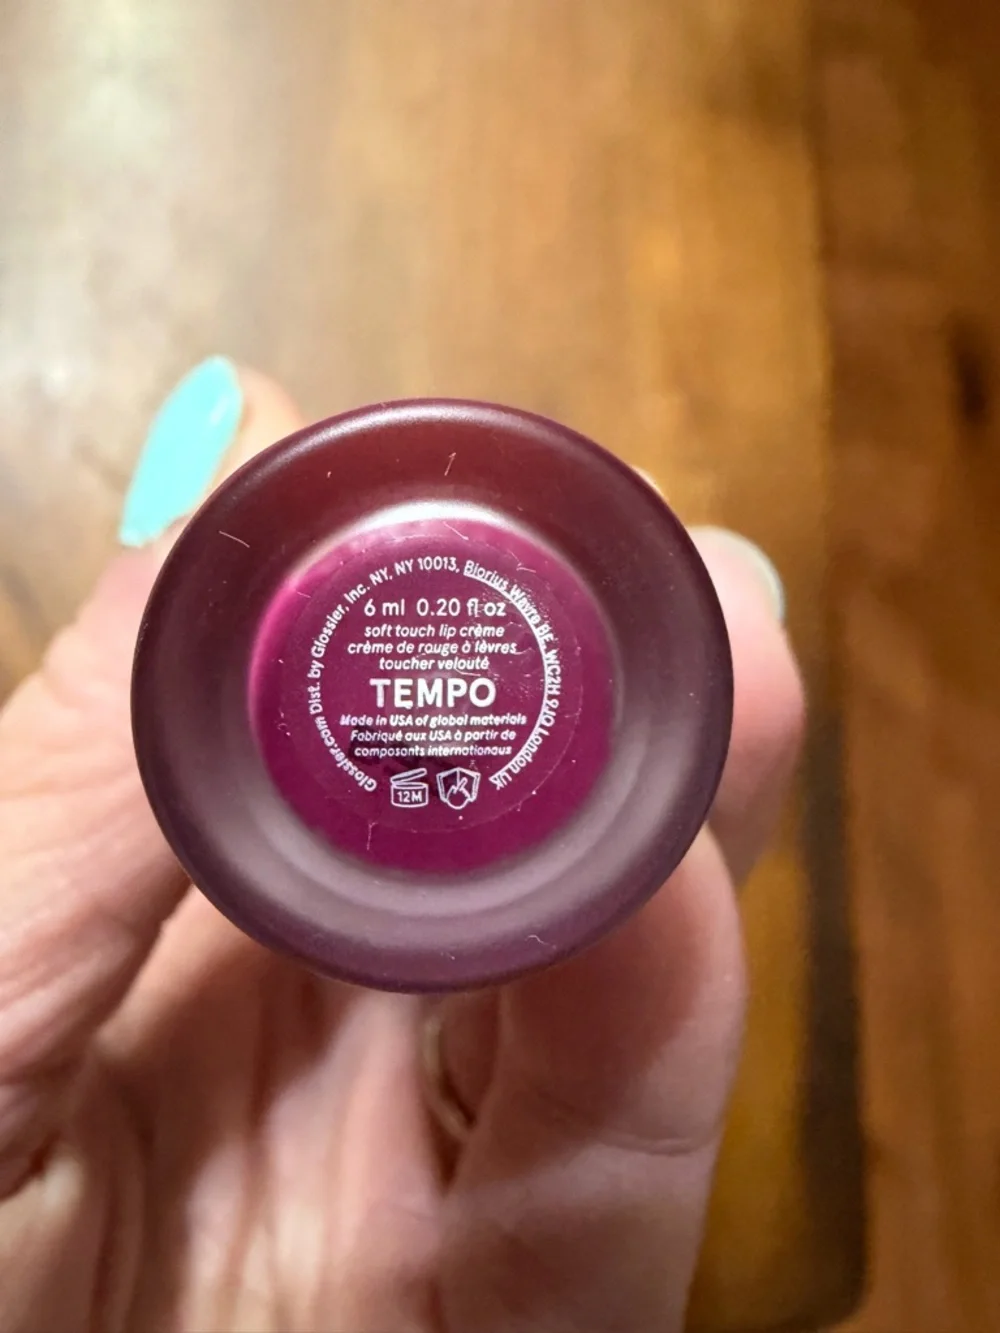 Glossier.com Dist. by Glossier, Inc. NY, NY 10013, Biorius Wavre BE, WC2H 9JQ London UK
6 ml 0.20 fl oz
soft touch lip crème
crème de rouge à lèvres
toucher velouté
TEMPO
Made in USA of global materials
Fabriqué aux USA à partir de
composants internationaux
12M